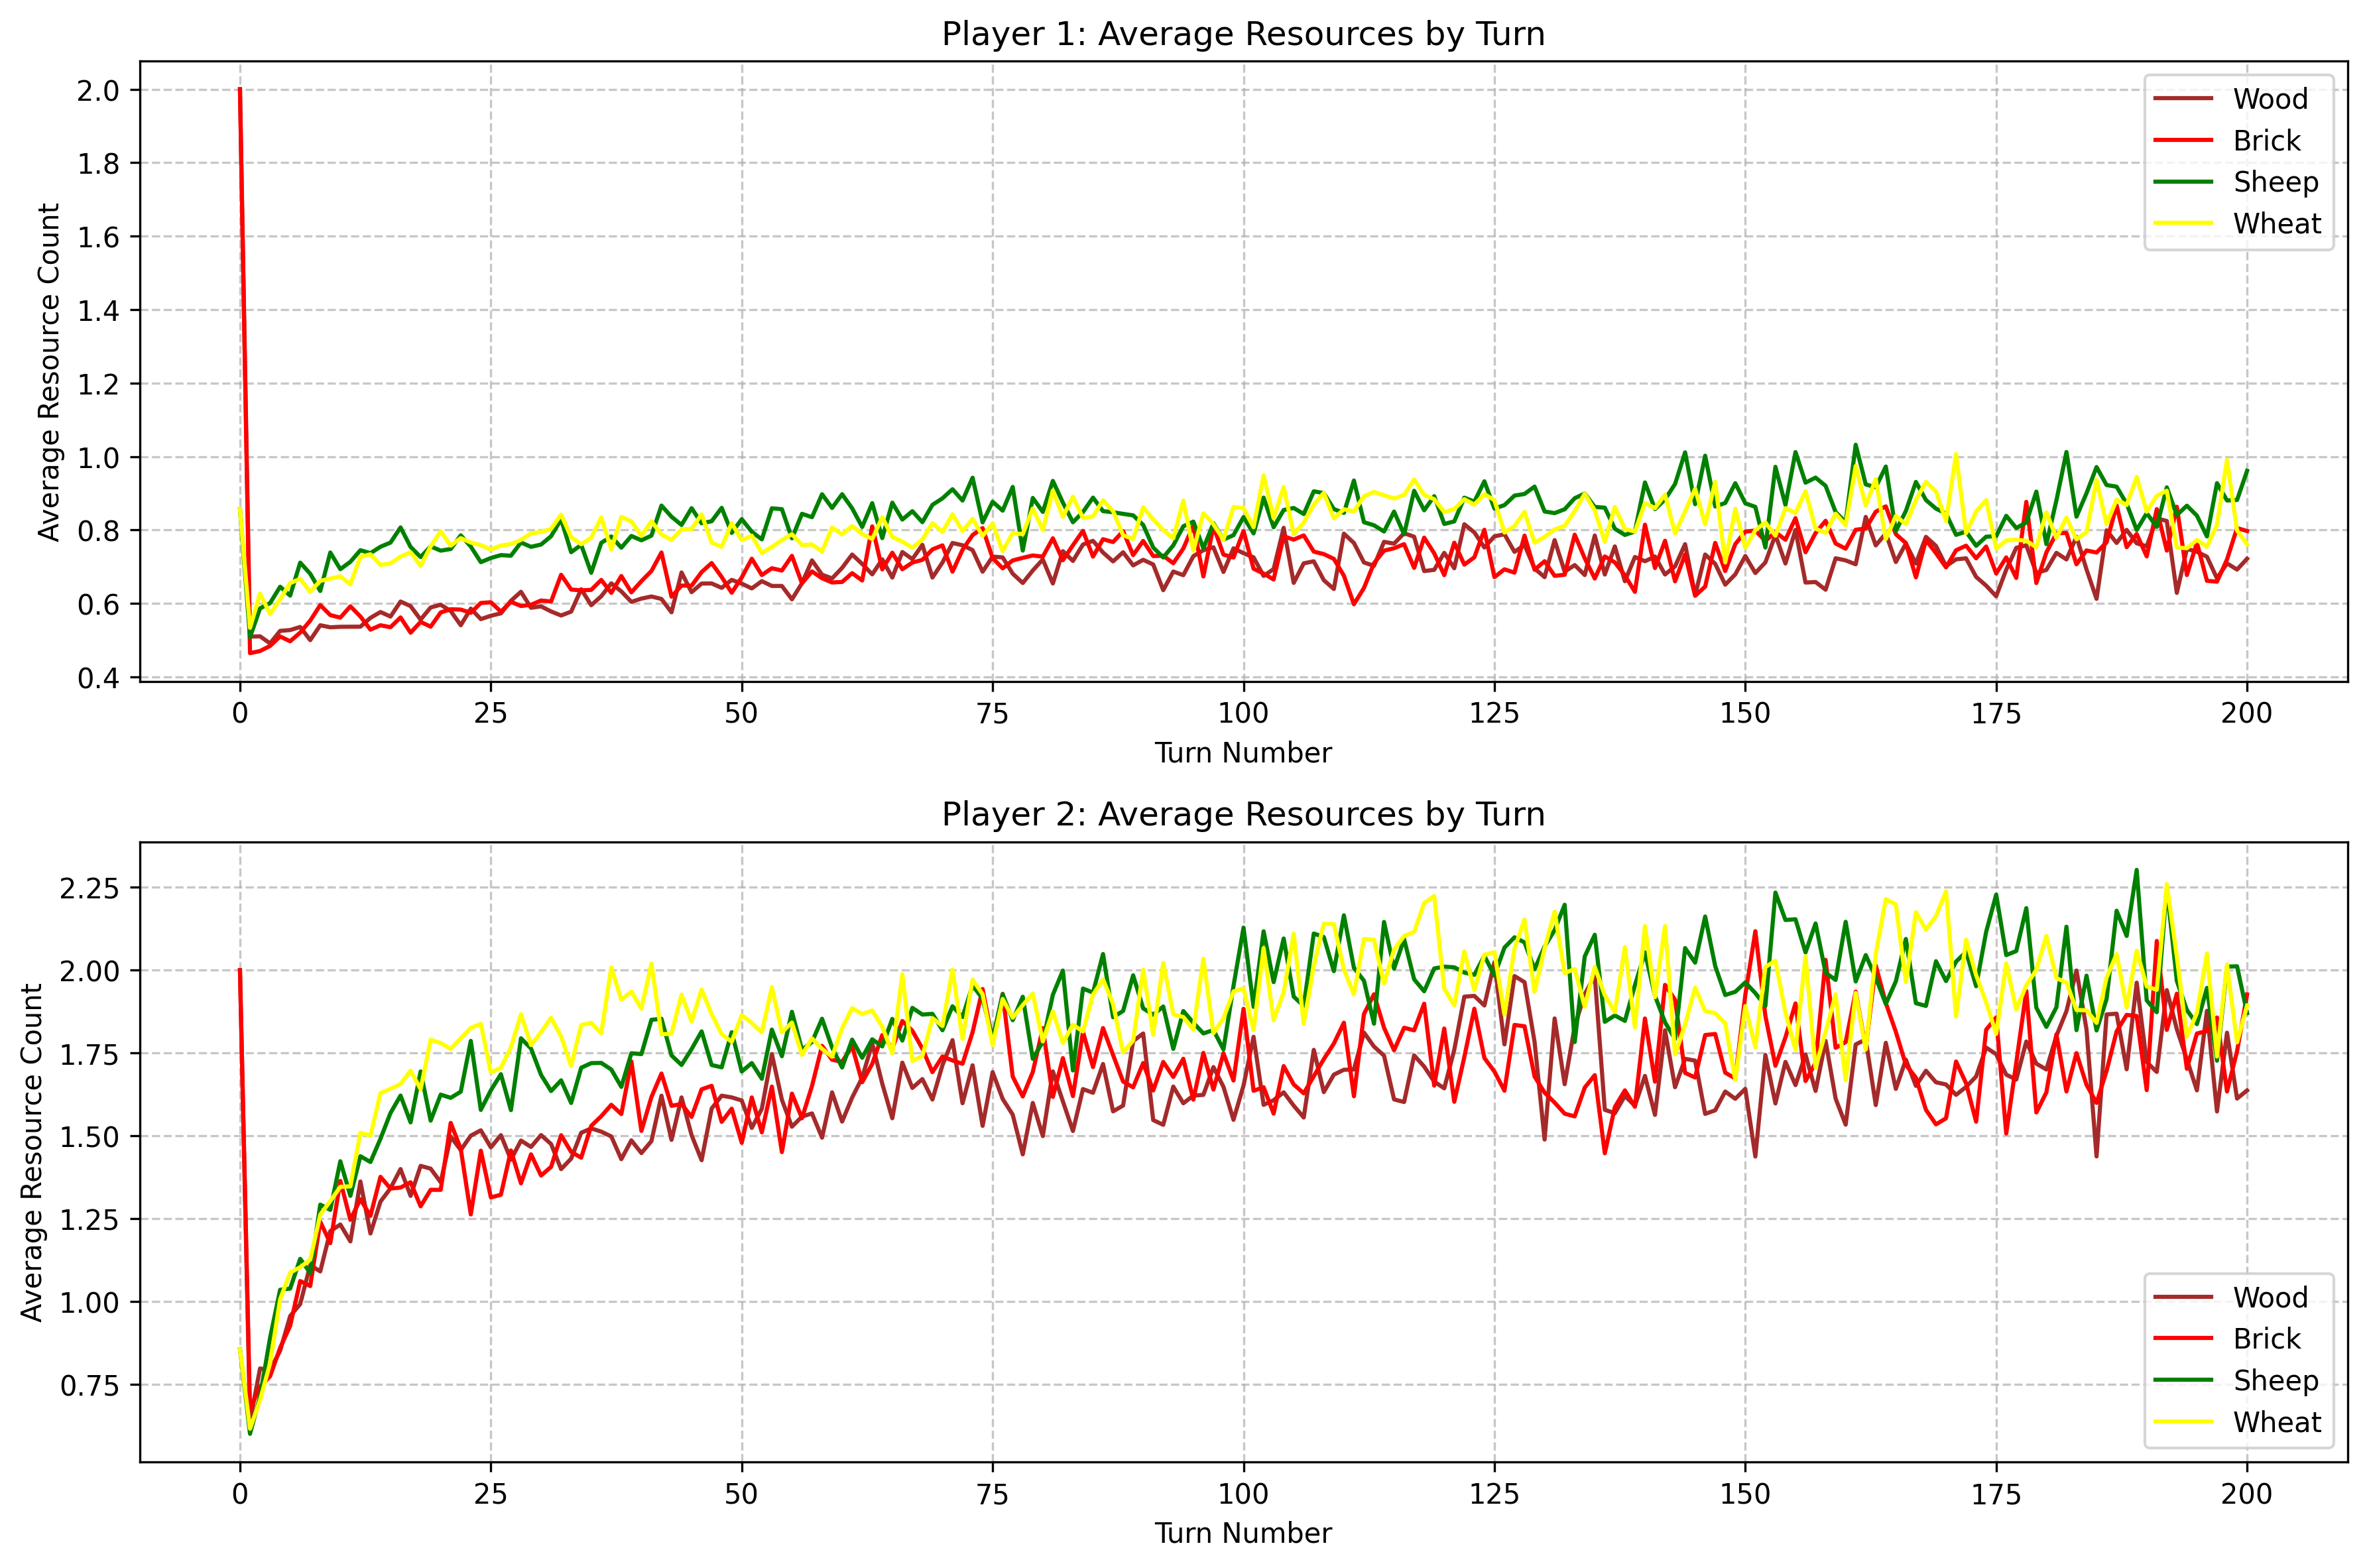 Player 1: Average Resources by Turn
2.0
1.8
1.6
1.4
1.2
1.0
0.8
0.6
0.4
Average Resource Count
Wood
Brick
Sheep
Wheat
0 25 50 75 100 125 150 175 200
Turn Number
Player 2: Average Resources by Turn
2.25
2.00
1.75
1.50
1.25
1.00
0.75
Average Resource Count
Wood
Brick
Sheep
Wheat
0 25 50 75 100 125 150 175 200
Turn Number